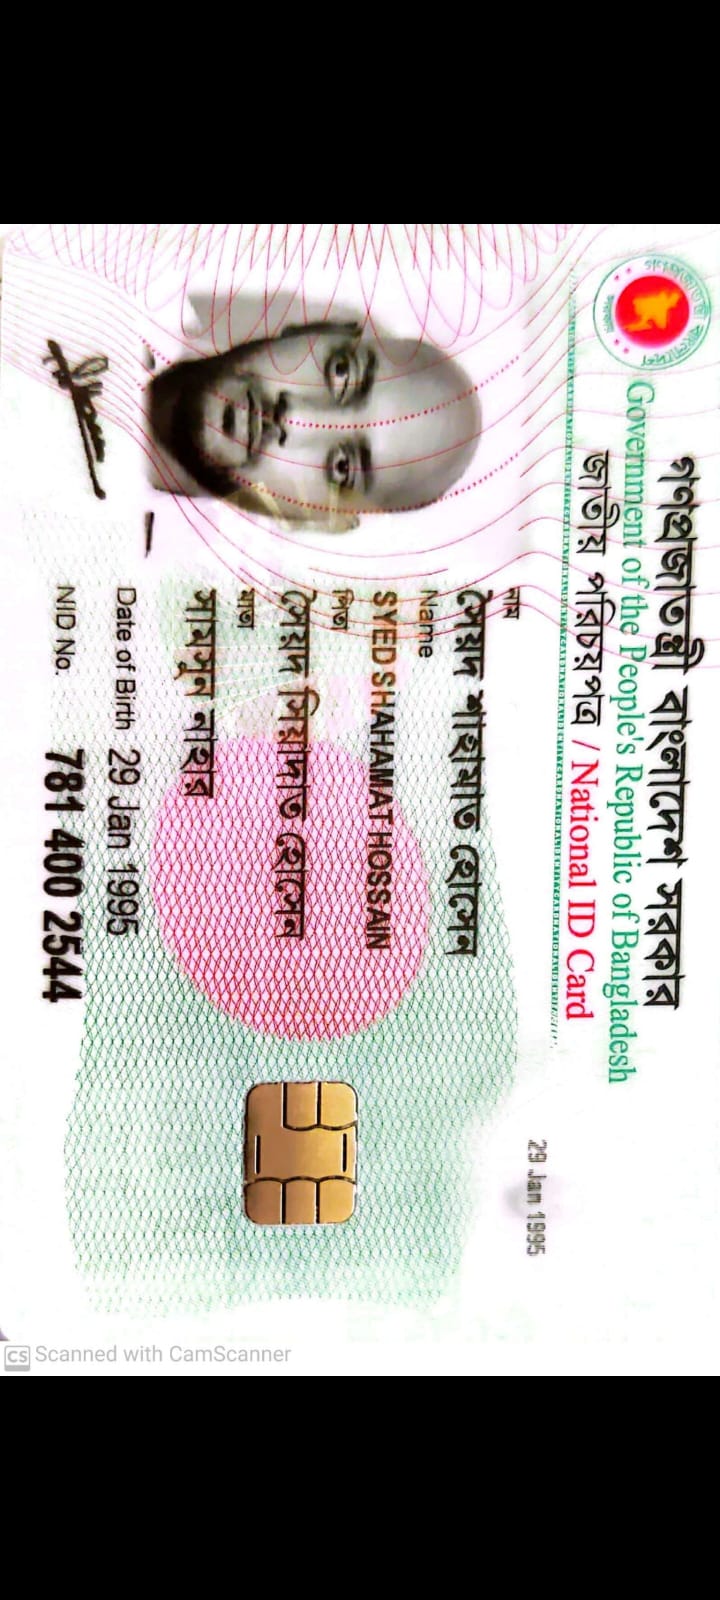 গণপ্রজাতন্ত্রী বাংলাদেশ সরকার
Government of the People's Republic of Bangladesh
জাতীয় পরিচয় পত্র / National ID Card
29 Jan 1995
নাম
সৈয়দ শাহামাত হোসেন
Name
SYED SHAHAMAT HOSSAIN
পিতা
সৈয়দ সিয়াদাত হোসেন
মাতা
সামসুন নাহার
Date of Birth 29 Jan 1995
NID No. 781 400 2544
CS Scanned with CamScanner